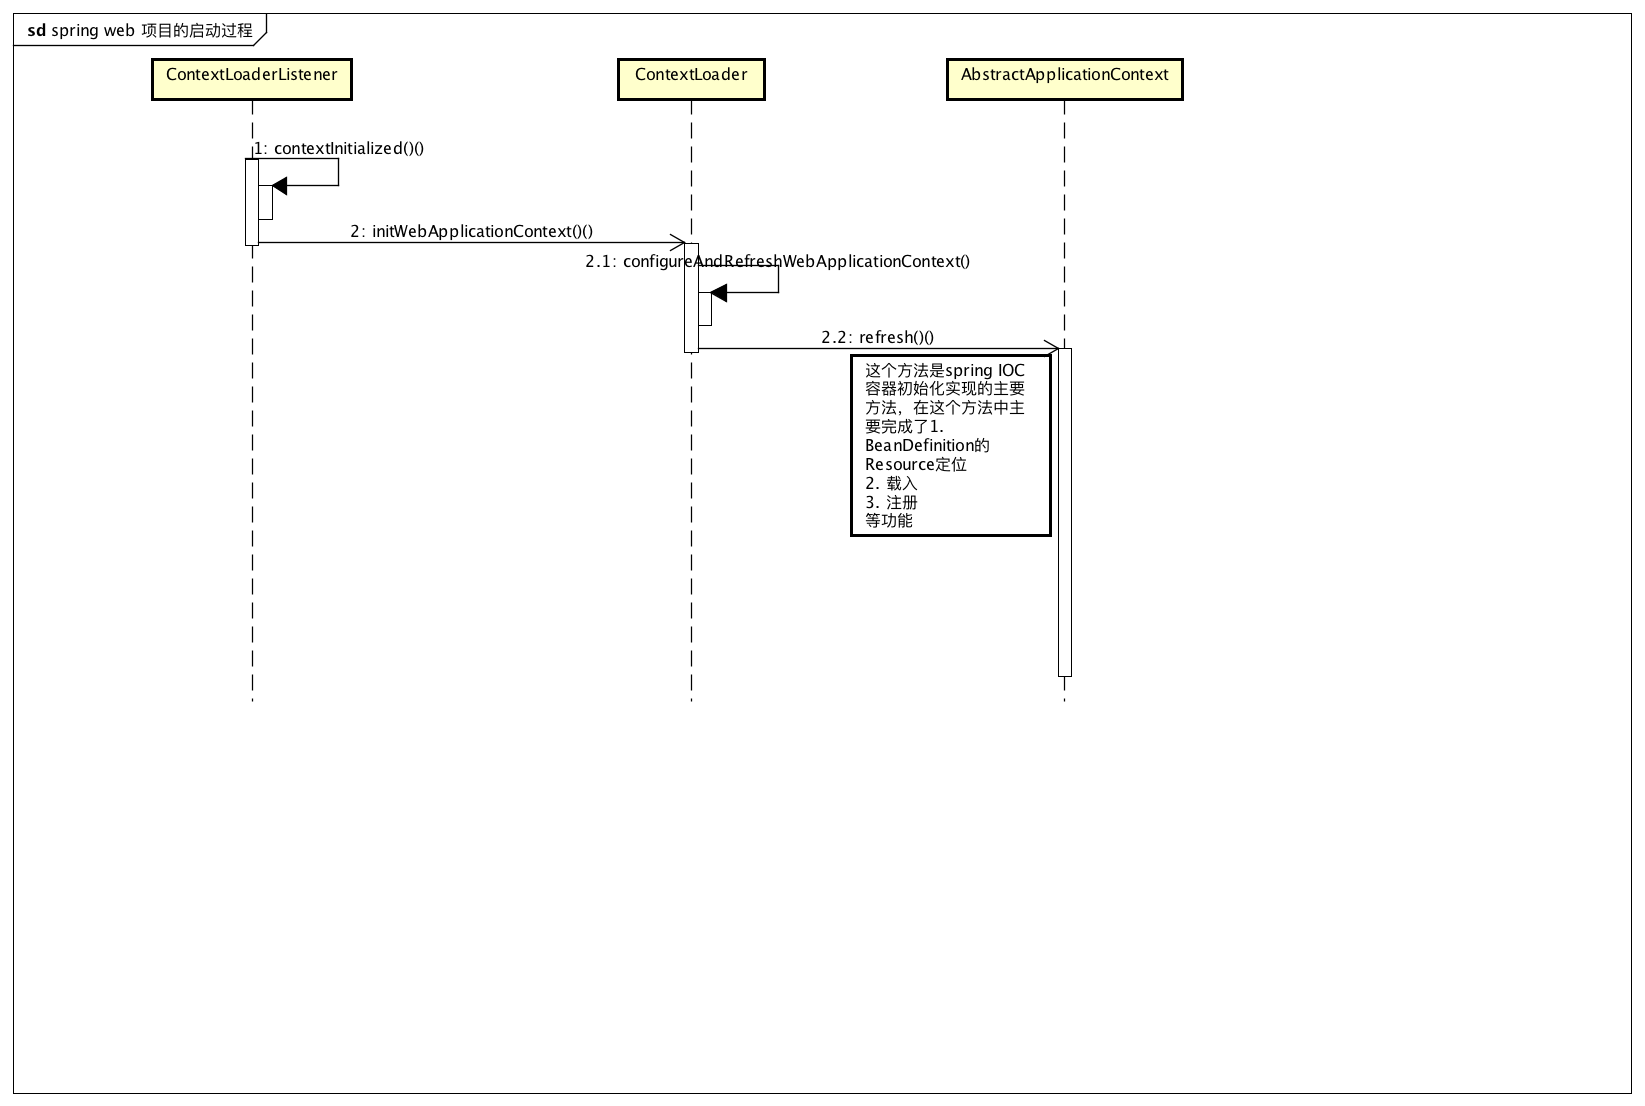 sd spring web 项目的启动过程
ContextLoaderListener
ContextLoader
AbstractApplicationContext
1: contextInitialized()()
2: initWebApplicationContext()()
2.1: configureAndRefreshWebApplicationContext()
2.2: refresh()()
这个方法是spring IOC
容器初始化实现的主要
方法，在这个方法中主
要完成了1.
BeanDefinition的
Resource定位
2. 载入
3. 注册
等功能